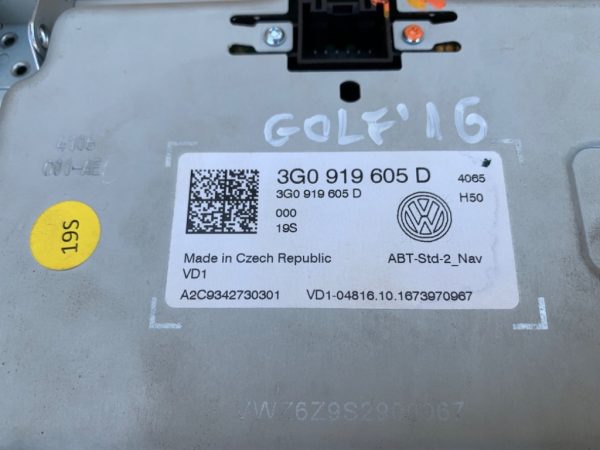 GOLF'16
3G0 919 605 D 4065
3G0 919 605 D H50
000
19S
Made in Czech Republic ABT-Std-2_Nav
VD1
A2C9342730301 VD1-04816.10.1673970967
19S